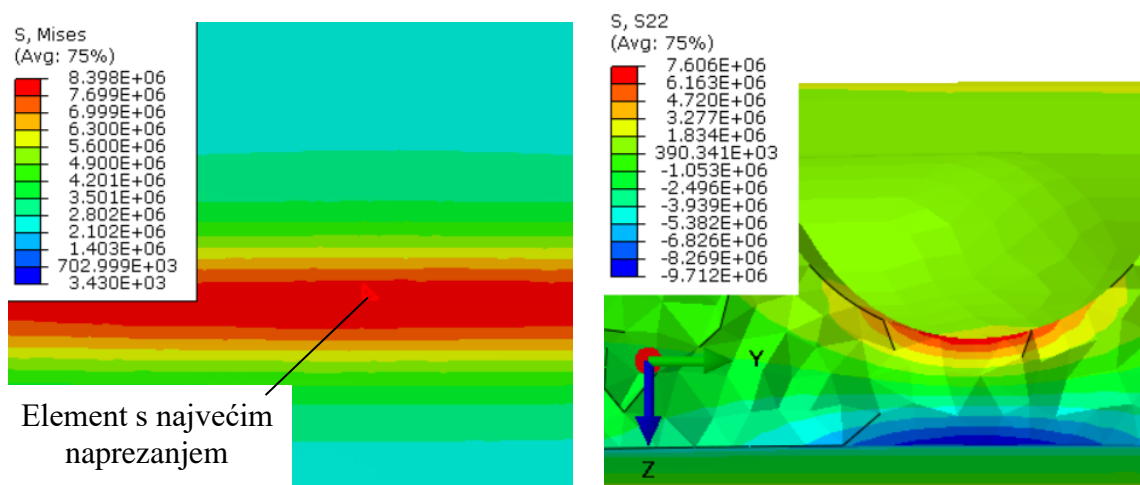 S, Mises
(Avg: 75%)
8.398E+06
7.699E+06
6.999E+06
6.300E+06
5.600E+06
4.900E+06
4.201E+06
3.501E+06
2.802E+06
2.102E+06
1.403E+06
702.999E+03
3.430E+03
Element s najvećim
naprezanjem
S, S22
(Avg: 75%)
7.606E+06
6.163E+06
4.720E+06
3.277E+06
1.834E+06
390.341E+03
-1.053E+06
-2.496E+06
-3.939E+06
-5.382E+06
-6.826E+06
-8.269E+06
-9.712E+06
Y
Z